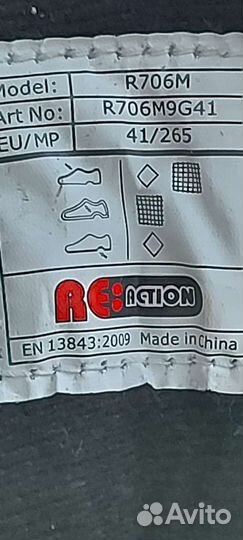 Model: R706M
Art No: R706M9G41
EU/MP 41/265
RE:ACTION
EN 13843:2009 Made in China
Avito